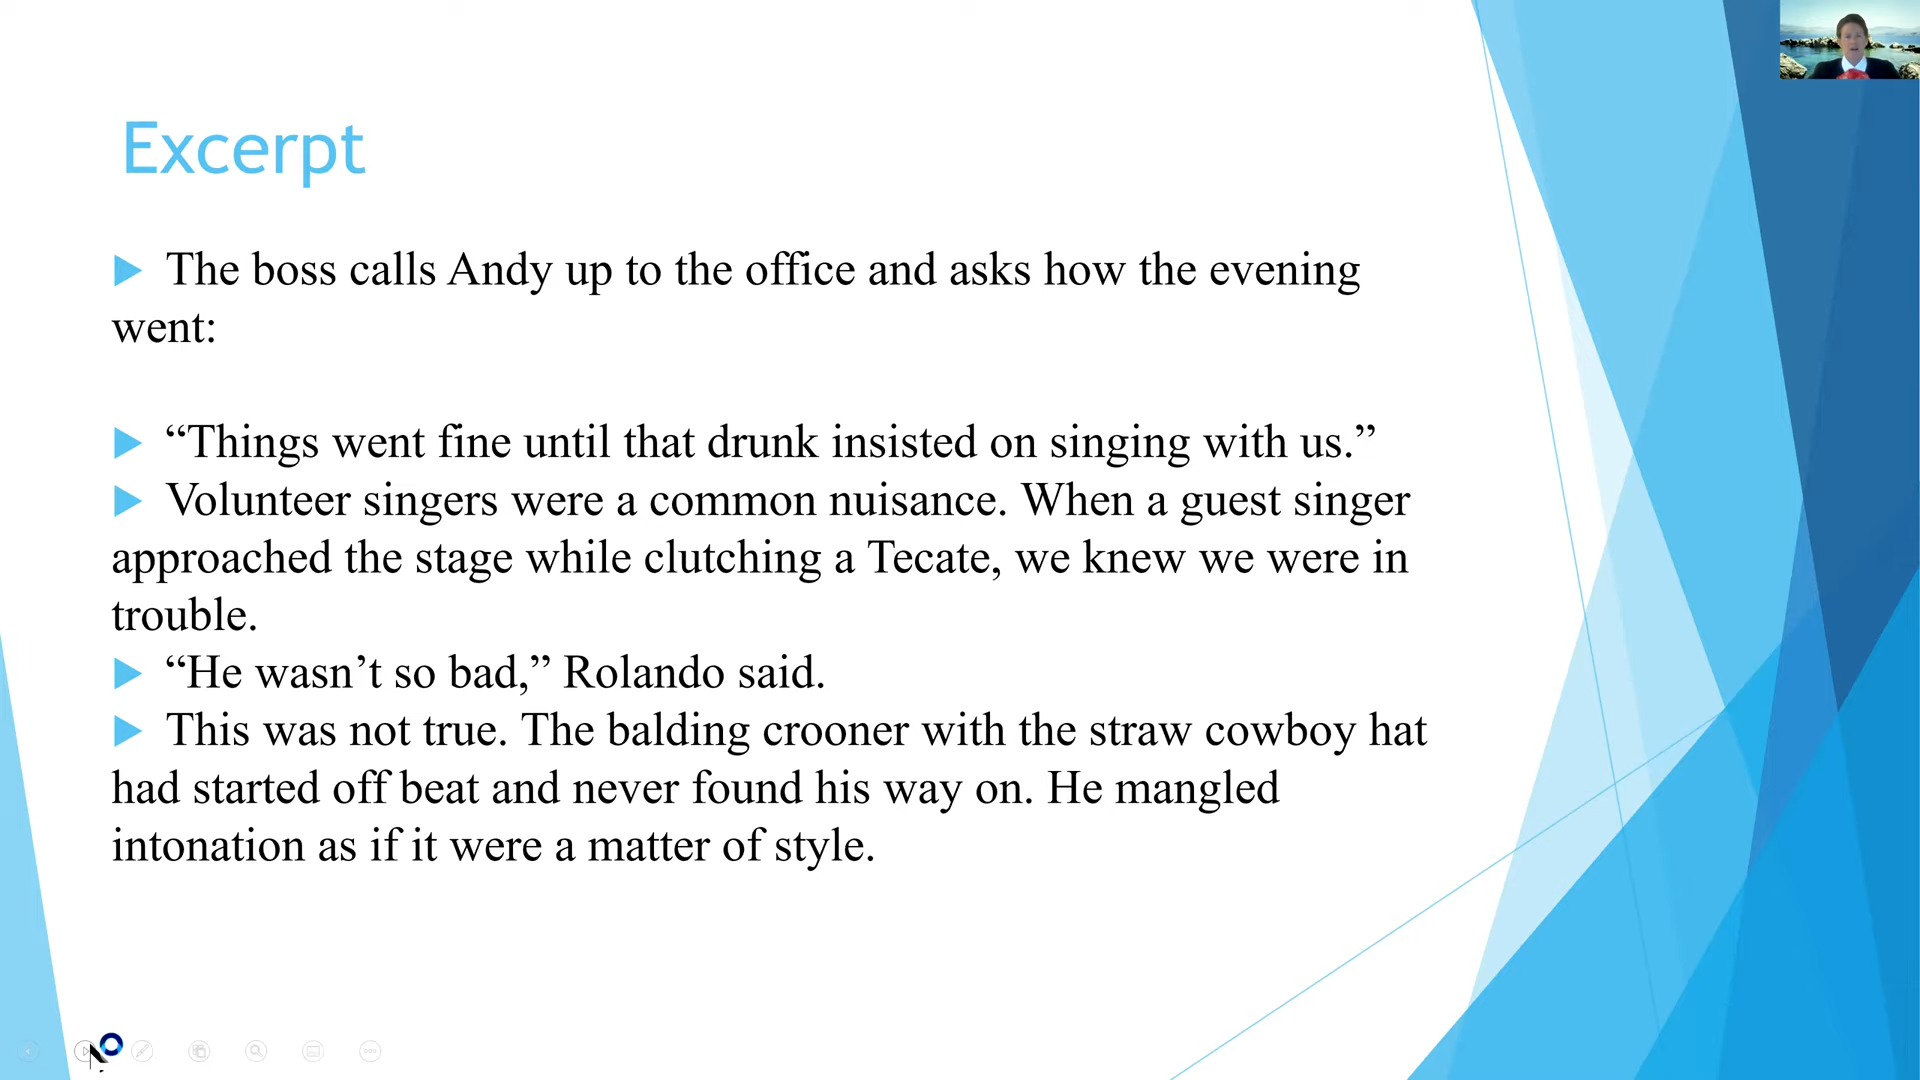 Excerpt
The boss calls Andy up to the office and asks how the evening
went:
“Things went fine until that drunk insisted on singing with us.”
Volunteer singers were a common nuisance. When a guest singer
approached the stage while clutching a Tecate, we knew we were in
trouble.
“He wasn’t so bad,” Rolando said.
This was not true. The balding crooner with the straw cowboy hat
had started off beat and never found his way on. He mangled
intonation as if it were a matter of style.